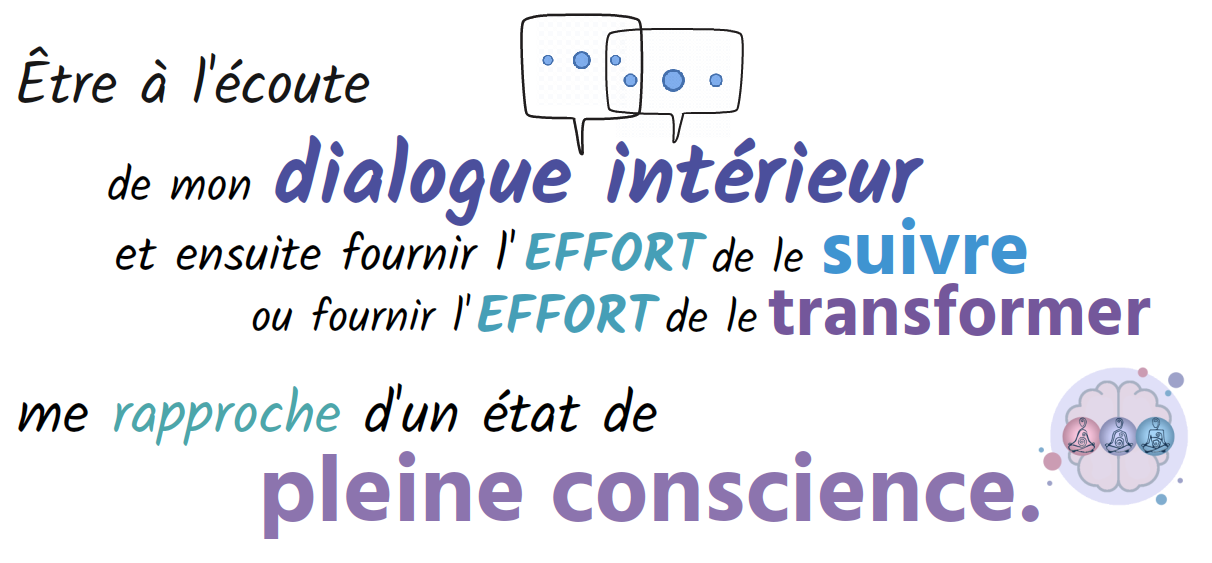 Être à l'écoute
de mon dialogue intérieur
et ensuite fournir l'EFFORT de le suivre
ou fournir l'EFFORT de le transformer
me rapproche d'un état de
pleine conscience.